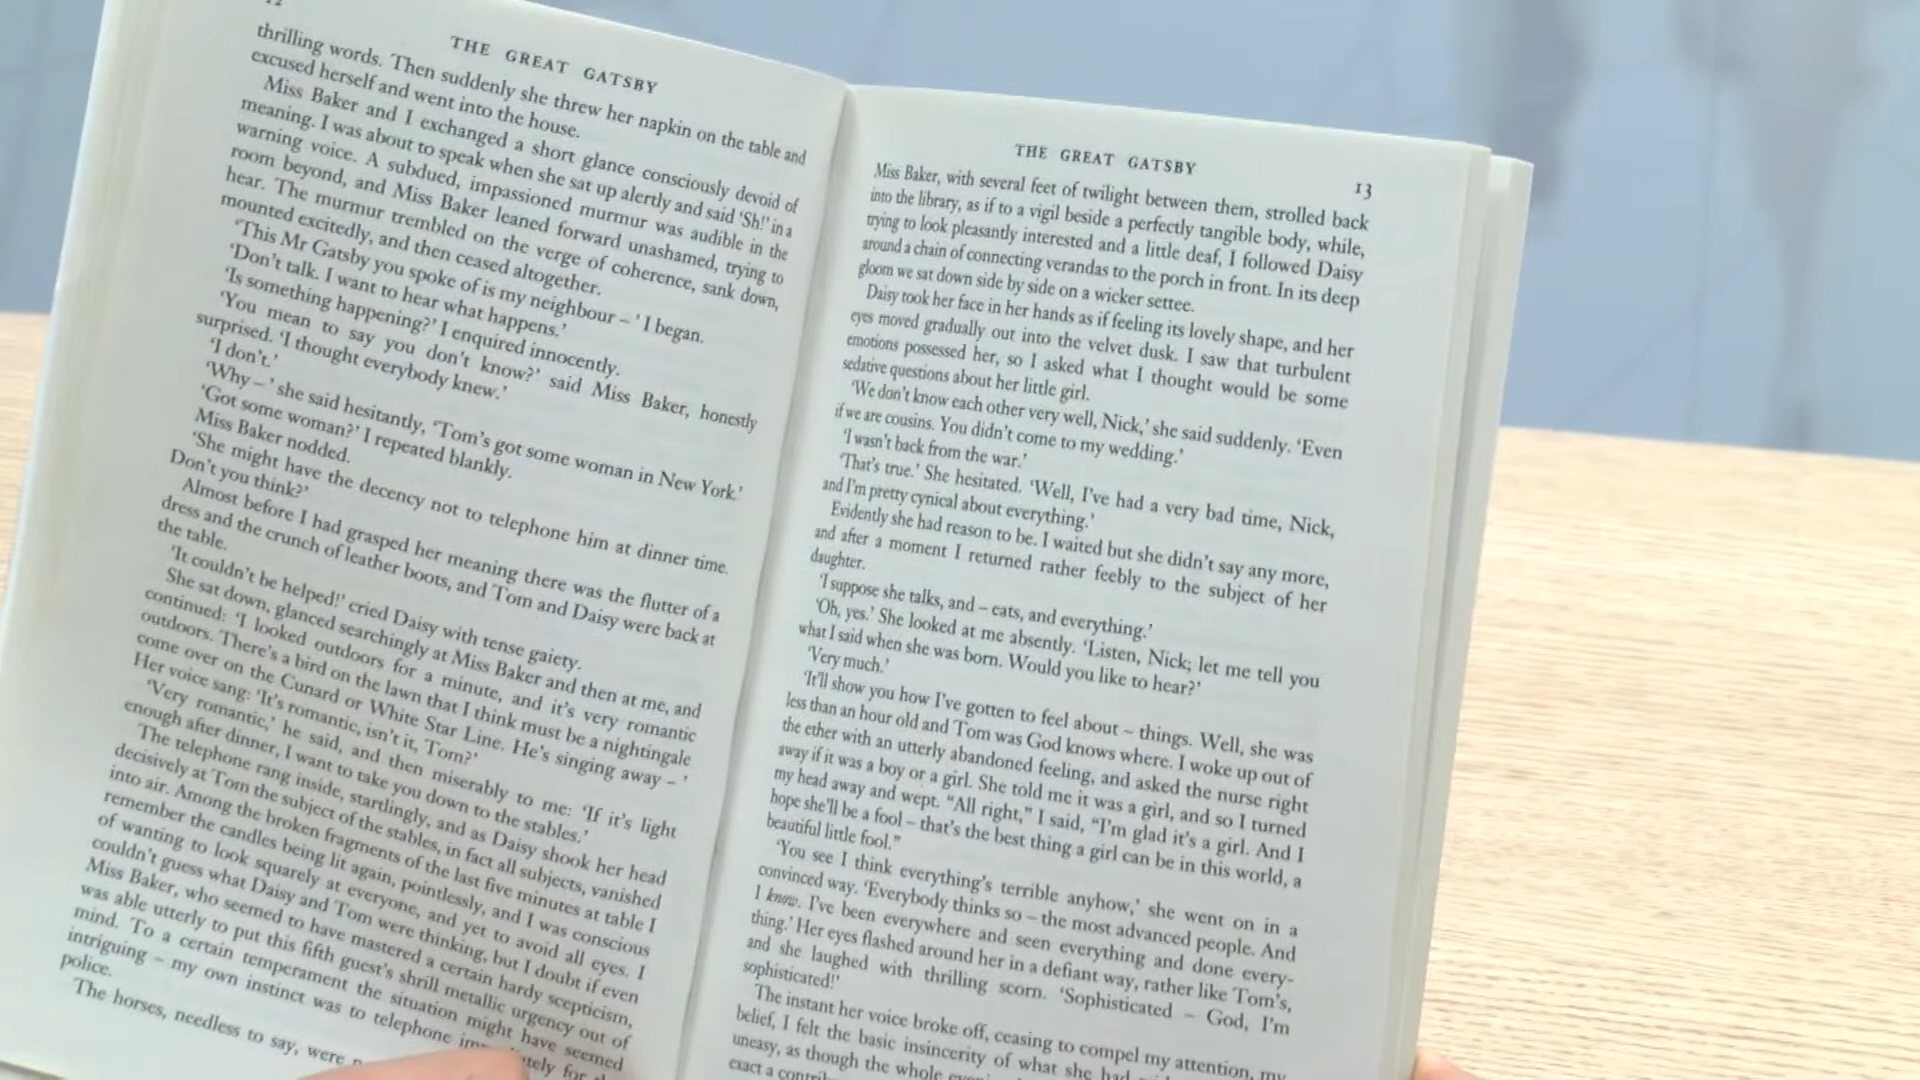 12
THE GREAT GATSBY
thrilling words. Then suddenly she threw her napkin on the table and
excused herself and went into the house.
Miss Baker and I exchanged a short glance consciously devoid of
meaning. I was about to speak when she sat up alertly and said ‘Sh!’ in a
warning voice. A subdued, impassioned murmur was audible in the
room beyond, and Miss Baker leaned forward unashamed, trying to
hear. The murmur trembled on the verge of coherence, sank down,
mounted excitedly, and then ceased altogether.
‘This Mr Gatsby you spoke of is my neighbour – ’ I began.
‘Don’t talk. I want to hear what happens.’
‘Is something happening?’ I enquired innocently.
‘You mean to say you don’t know?’ said Miss Baker, honestly
surprised. ‘I thought everybody knew.’
‘I don’t.’
‘Why – ’ she said hesitantly, ‘Tom’s got some woman in New York.’
‘Got some woman?’ I repeated blankly.
Miss Baker nodded.
‘She might have the decency not to telephone him at dinner time.
Don’t you think?’
Almost before I had grasped her meaning there was the flutter of a
dress and the crunch of leather boots, and Tom and Daisy were back at
the table.
‘It couldn’t be helped!’ cried Daisy with tense gaiety.
She sat down, glanced searchingly at Miss Baker and then at me, and
continued: ‘I looked outdoors for a minute, and it’s very romantic
outdoors. There’s a bird on the lawn that I think must be a nightingale
come over on the Cunard or White Star Line. He’s singing away – ’
Her voice sang: ‘It’s romantic, isn’t it, Tom?’
‘Very romantic,’ he said, and then miserably to me: ‘If it’s light
enough after dinner, I want to take you down to the stables.’
The telephone rang inside, startlingly, and as Daisy shook her head
decisively at Tom the subject of the stables, in fact all subjects, vanished
into air. Among the broken fragments of the last five minutes at table I
remember the candles being lit again, pointlessly, and I was conscious
of wanting to look squarely at everyone, and yet to avoid all eyes. I
couldn’t guess what Daisy and Tom were thinking, but I doubt if even
Miss Baker, who seemed to have mastered a certain hardy scepticism,
was able utterly to put this fifth guest’s shrill metallic urgency out of
mind. To a certain temperament the situation might have seemed
intriguing – my own instinct was to telephone immediately for the
police.
The horses, needless to say, were
THE GREAT GATSBY
13
Miss Baker, with several feet of twilight between them, strolled back
into the library, as if to a vigil beside a perfectly tangible body, while,
trying to look pleasantly interested and a little deaf, I followed Daisy
around a chain of connecting verandas to the porch in front. In its deep
gloom we sat down side by side on a wicker settee.
Daisy took her face in her hands as if feeling its lovely shape, and her
eyes moved gradually out into the velvet dusk. I saw that turbulent
emotions possessed her, so I asked what I thought would be some
sedative questions about her little girl.
‘We don’t know each other very well, Nick,’ she said suddenly. ‘Even
if we are cousins. You didn’t come to my wedding.’
‘I wasn’t back from the war.’
‘That’s true.’ She hesitated. ‘Well, I’ve had a very bad time, Nick,
and I’m pretty cynical about everything.’
Evidently she had reason to be. I waited but she didn’t say any more,
and after a moment I returned rather feebly to the subject of her
daughter.
‘I suppose she talks, and – eats, and everything.’
‘Oh, yes.’ She looked at me absently. ‘Listen, Nick; let me tell you
what I said when she was born. Would you like to hear?’
‘Very much.’
‘It’ll show you how I’ve gotten to feel about – things. Well, she was
less than an hour old and Tom was God knows where. I woke up out of
the ether with an utterly abandoned feeling, and asked the nurse right
away if it was a boy or a girl. She told me it was a girl, and so I turned
my head away and wept. “All right,” I said, “I’m glad it’s a girl. And I
hope she’ll be a fool – that’s the best thing a girl can be in this world, a
beautiful little fool.”
‘You see I think everything’s terrible anyhow,’ she went on in a
convinced way. ‘Everybody thinks so – the most advanced people. And
I know. I’ve been everywhere and seen everything and done every-
thing.’ Her eyes flashed around her in a defiant way, rather like Tom’s,
and she laughed with thrilling scorn. ‘Sophisticated – God, I’m
sophisticated!’
The instant her voice broke off, ceasing to compel my attention, my
belief, I felt the basic insincerity of what she had
uneasy, as though the whole
exact a